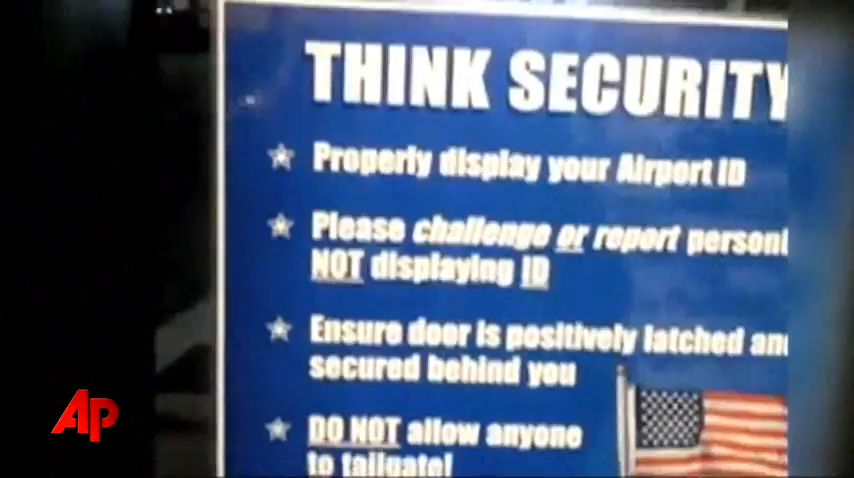 THINK SECURITY
Properly display your Airport ID
Please challenge or report personn
NOT displaying ID
Ensure door is positively latched and
secured behind you
DO NOT allow anyone
to tailgate!
AP